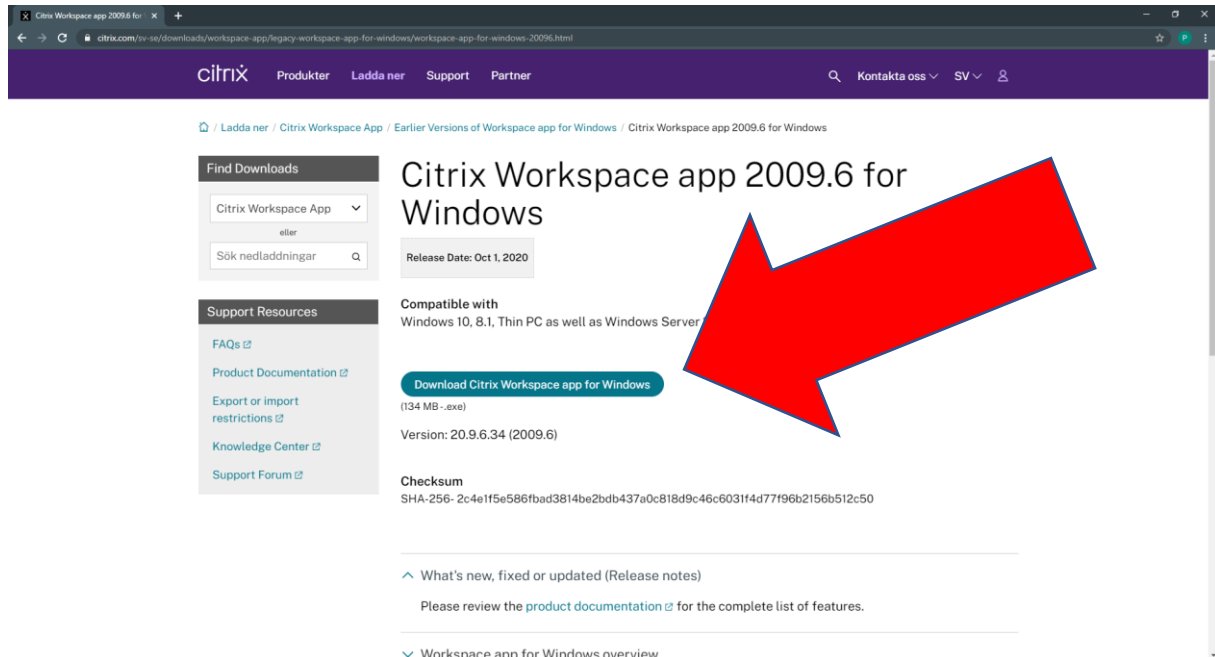 Citrix Workspace app 2009.6 for
citrix.com/sv-se/downloads/workspace-app/legacy-workspace-app-for-windows/workspace-app-for-windows-20096.html
P
citrix Produkter Ladda ner Support Partner Kontakta oss SV
/ Ladda ner / Citrix Workspace App / Earlier Versions of Workspace app for Windows / Citrix Workspace app 2009.6 for Windows
Find Downloads
Citrix Workspace App
eller
Sök nedladdningar
Support Resources
FAQs
Product Documentation
Export or import
restrictions
Knowledge Center
Support Forum
Citrix Workspace app 2009.6 for
Windows
Release Date: Oct 1, 2020
Compatible with
Windows 10, 8.1, Thin PC as well as Windows Server
Download Citrix Workspace app for Windows
(134 MB - .exe)
Version: 20.9.6.34 (2009.6)
Checksum
SHA-256- 2c4e1f5e586fbad3814be2bdb437a0c818d9c46c6031f4d77f96b2156b512c50
What's new, fixed or updated (Release notes)
Please review the product documentation for the complete list of features.
Workspace app for Windows overview